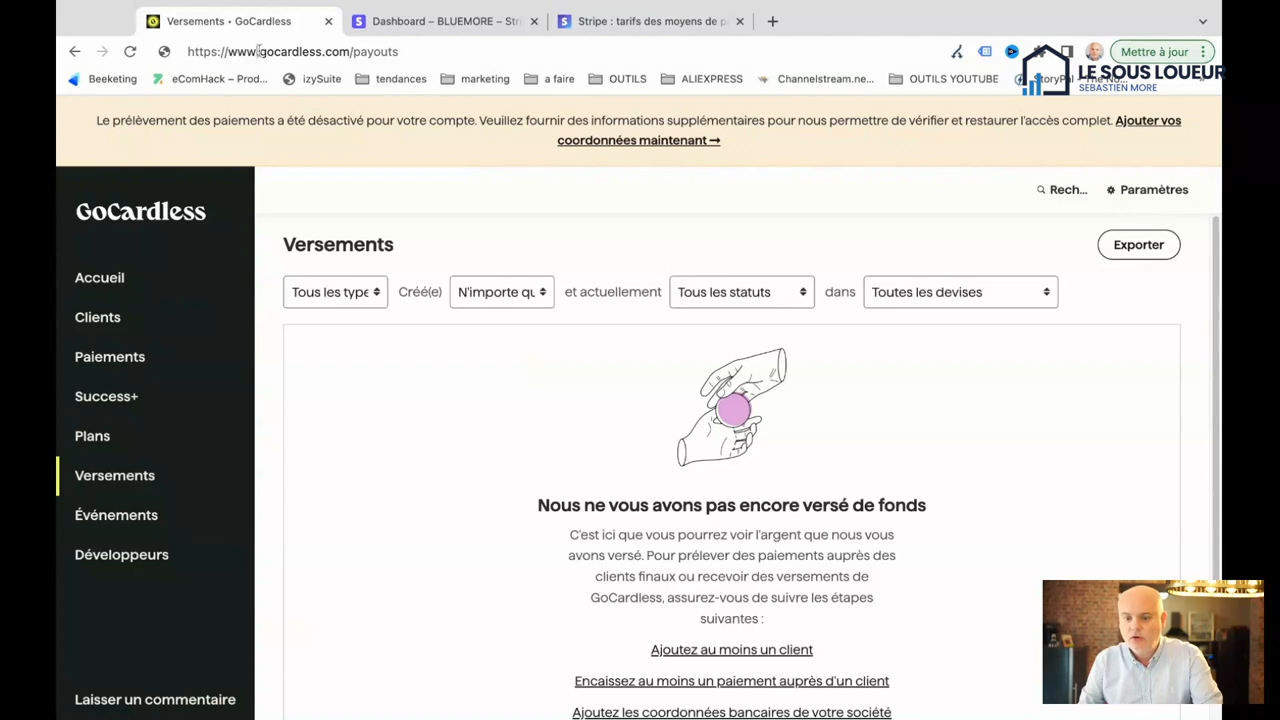 Versements • GoCardless
Dashboard – BLUEMORE – Str
Stripe : tarifs des moyens de p
https://www.gocardless.com/payouts
Mettre à jour
Beeketing
eComHack – Prod...
izySuite
tendances
marketing
a faire
OUTILS
ALIEXPRESS
Channelstream.ne...
OUTILS YOUTUBE
LE SOUS LOUEUR
SEBASTIEN MORE
Le prélèvement des paiements a été désactivé pour votre compte. Veuillez fournir des informations supplémentaires pour nous permettre de vérifier et restaurer l'accès complet. Ajouter vos
coordonnées maintenant →
GoCardless
Rech...
Paramètres
Accueil
Clients
Paiements
Success+
Plans
Versements
Événements
Développeurs
Laisser un commentaire
Versements
Exporter
Tous les type
Créé(e)
N'importe qu
et actuellement
Tous les statuts
dans
Toutes les devises
Nous ne vous avons pas encore versé de fonds
C'est ici que vous pourrez voir l'argent que nous vous
avons versé. Pour prélever des paiements auprès des
clients finaux ou recevoir des versements de
GoCardless, assurez-vous de suivre les étapes
suivantes :
Ajoutez au moins un client
Encaissez au moins un paiement auprès d'un client
Ajoutez les coordonnées bancaires de votre société